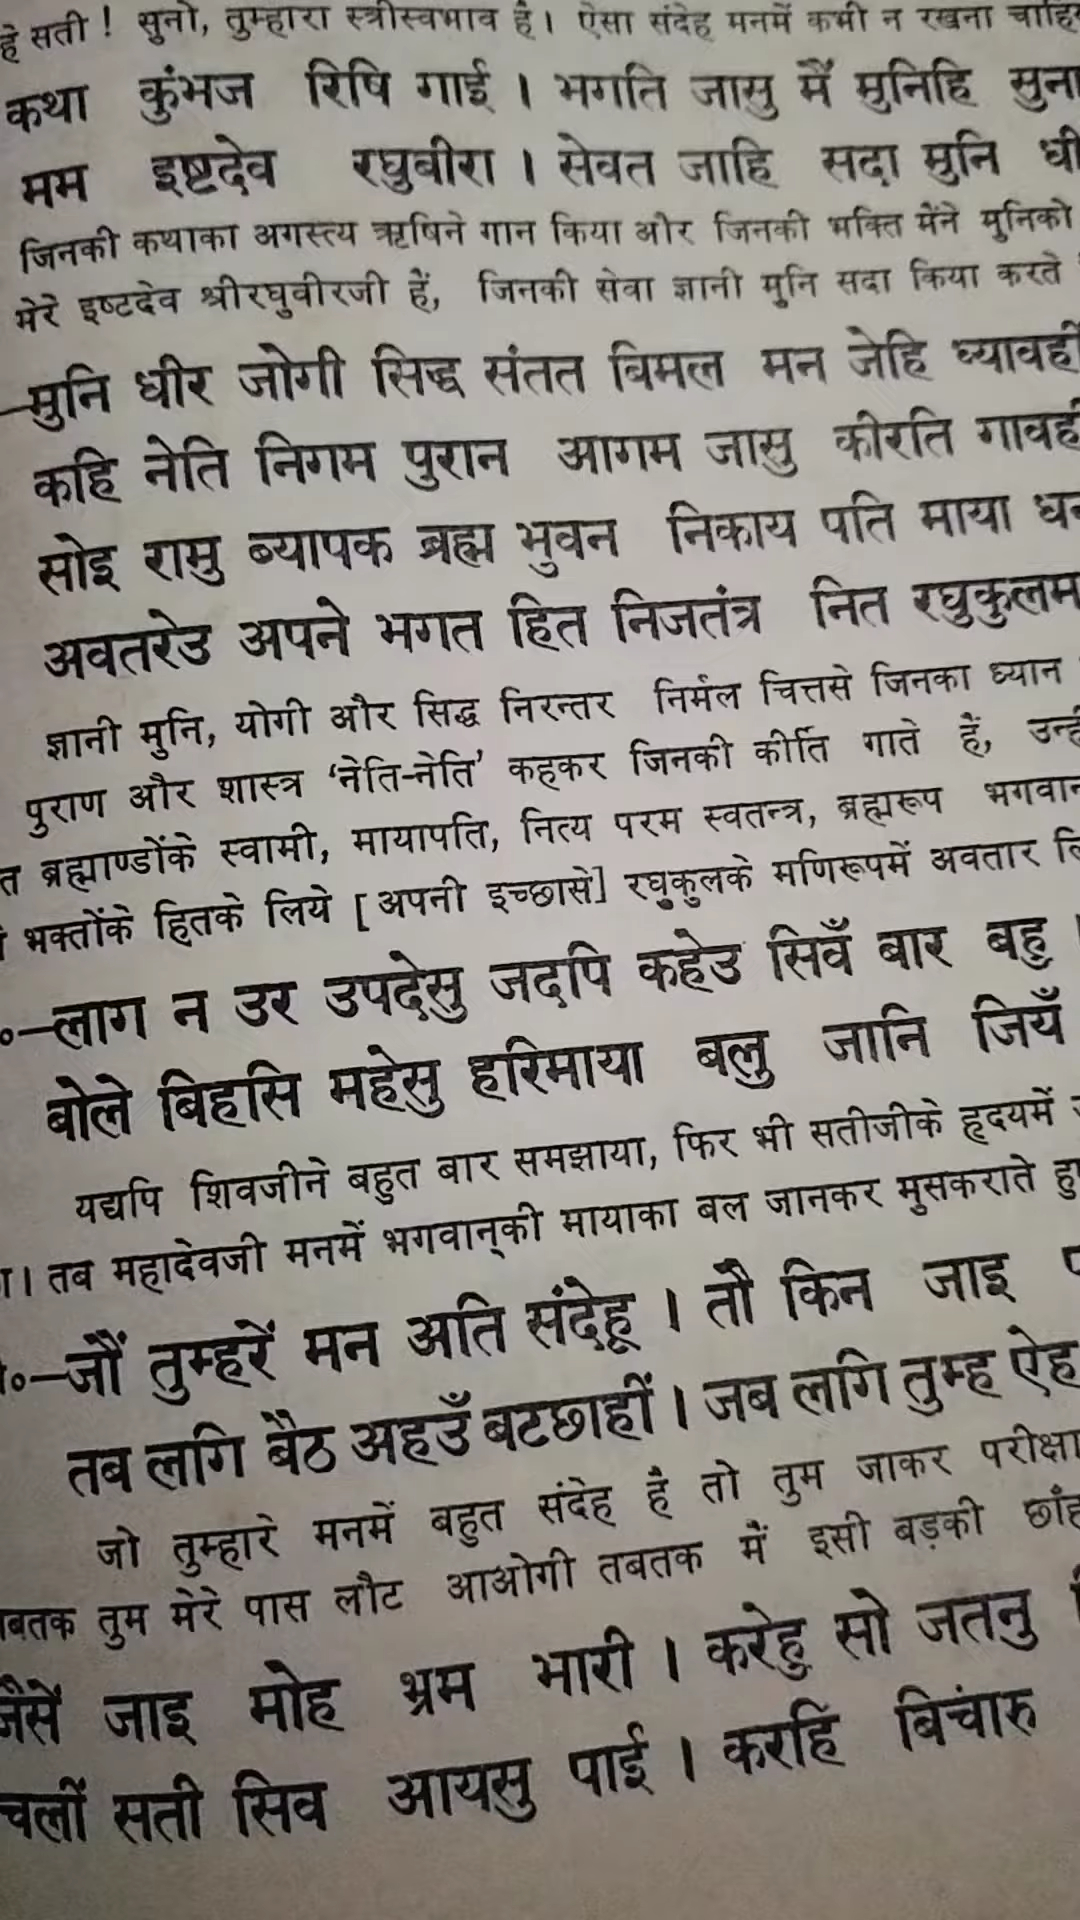 हे सती ! सुनो, तुम्हारा स्त्रीस्वभाव है। ऐसा संदेह मनमें कभी न रखना
कथा कुंभज रिषि गाई । भगति जासु मैं मुनिहि
मम इष्टदेव रघुबीरा । सेवत जाहि सदा मुनि
जिनकी कथाका अगस्त्य ऋषिने गान किया और जिनकी भक्ति मैंने मुनिको
मेरे इष्टदेव श्रीरघुवीरजी हैं, जिनकी सेवा ज्ञानी मुनि सदा किया करते
—मुनि धीर जोगी सिद्ध संतत बिमल मन जेहि ध्यावहीं
कहि नेति निगम पुरान आगम जासु कीरति गावहीं
सोइ रामु ब्यापक ब्रह्म भुवन निकाय पति माया
अवतरेउ अपने भगत हित निजतंत्र नित
ज्ञानी मुनि, योगी और सिद्ध निरन्तर निर्मल चित्तसे जिनका ध्यान
पुराण और शास्त्र ‘नेति-नेति’ कहकर जिनकी कीर्ति गाते हैं,
ब्रह्माण्डोंके स्वामी, मायापति, नित्य परम स्वतन्त्र, ब्रह्मरूप
भक्तोंके हितके लिये [अपनी इच्छासे] रघुकुलके मणिरूपमें अवतार
०—लाग न उर उपदेसु जदपि कहेउ सिवँ बार बहु ।
बोले बिहसि महेसु हरिमाया बलु जानि जियँ
यद्यपि शिवजीने बहुत बार समझाया, फिर भी सतीजीके हृदयमें
। तब महादेवजी मनमें भगवान्‌की मायाका बल जानकर मुसकराते
०—जौं तुम्हरें मन अति संदेहू । तौ किन जाइ
तब लगि बैठ अहउँ बटछाहीं । जब लगि तुम्ह
जो तुम्हारे मनमें बहुत संदेह है तो तुम जाकर परीक्षा
तुम मेरे पास लौट आओगी तबतक मैं इसी बड़की
जैसें जाइ मोह भ्रम भारी । करेहु सो जतनु
चलीं सती सिव आयसु पाई । करहिं बिचारु